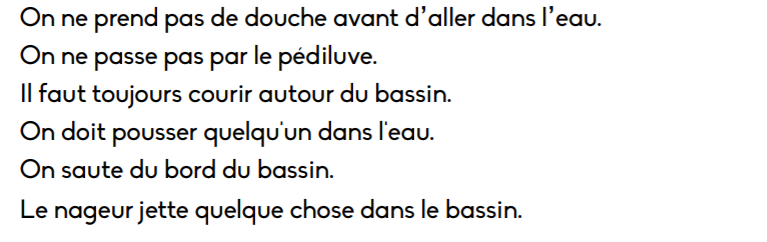 On ne prend pas de douche avant d’aller dans l’eau.
On ne passe pas par le pédiluve.
Il faut toujours courir autour du bassin.
On doit pousser quelqu'un dans l'eau.
On saute du bord du bassin.
Le nageur jette quelque chose dans le bassin.